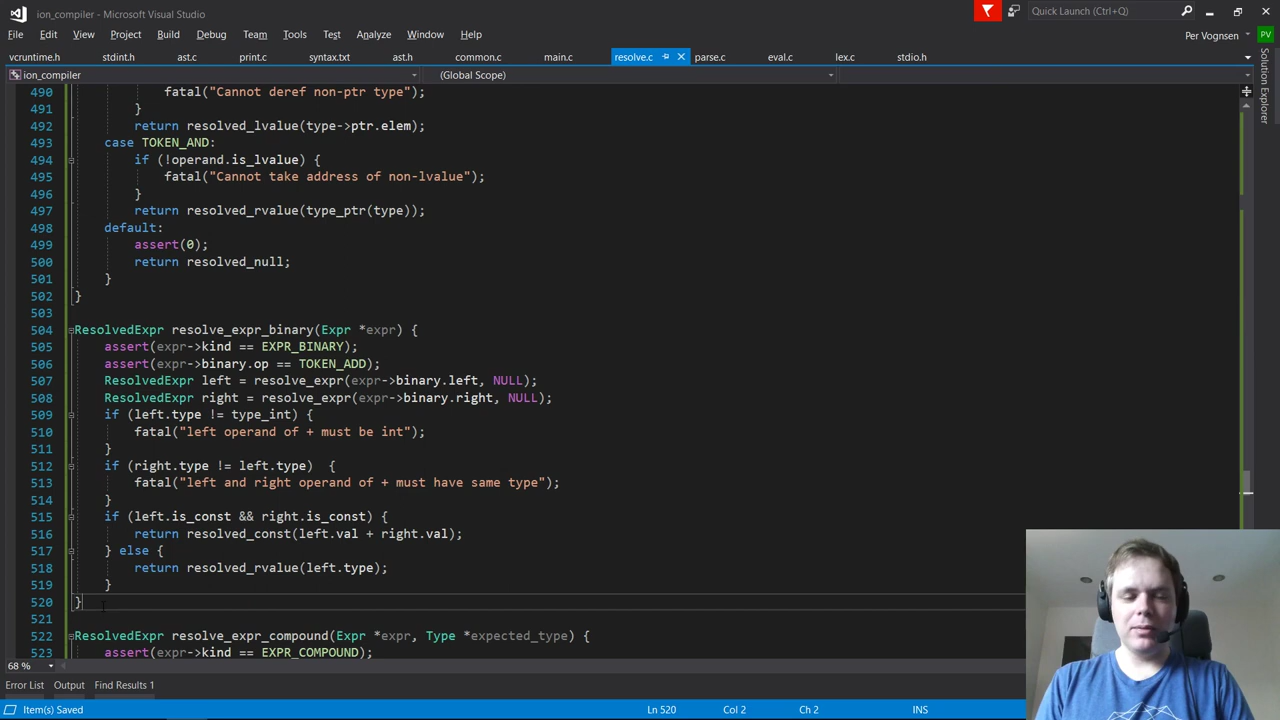 ion_compiler - Microsoft Visual Studio
Quick Launch (Ctrl+Q)
File Edit View Project Build Debug Team Tools Test Analyze Window Help
Per Vognsen PV
vcruntime.h stdint.h ast.c print.c syntax.txt ast.h common.c main.c resolve.c parse.c eval.c lex.c stdio.h
Solution Explorer
ion_compiler (Global Scope)
490 fatal("Cannot deref non-ptr type");
491 }
492 return resolved_lvalue(type->ptr.elem);
493 case TOKEN_AND:
494 if (!operand.is_lvalue) {
495 fatal("Cannot take address of non-lvalue");
496 }
497 return resolved_rvalue(type_ptr(type));
498 default:
499 assert(0);
500 return resolved_null;
501 }
502 }
503
504 ResolvedExpr resolve_expr_binary(Expr *expr) {
505 assert(expr->kind == EXPR_BINARY);
506 assert(expr->binary.op == TOKEN_ADD);
507 ResolvedExpr left = resolve_expr(expr->binary.left, NULL);
508 ResolvedExpr right = resolve_expr(expr->binary.right, NULL);
509 if (left.type != type_int) {
510 fatal("left operand of + must be int");
511 }
512 if (right.type != left.type)  {
513 fatal("left and right operand of + must have same type");
514 }
515 if (left.is_const && right.is_const) {
516 return resolved_const(left.val + right.val);
517 } else {
518 return resolved_rvalue(left.type);
519 }
520 }
521
522 ResolvedExpr resolve_expr_compound(Expr *expr, Type *expected_type) {
523 assert(expr->kind == EXPR_COMPOUND);
68 %
Error List Output Find Results 1
Item(s) Saved Ln 520 Col 2 Ch 2 INS